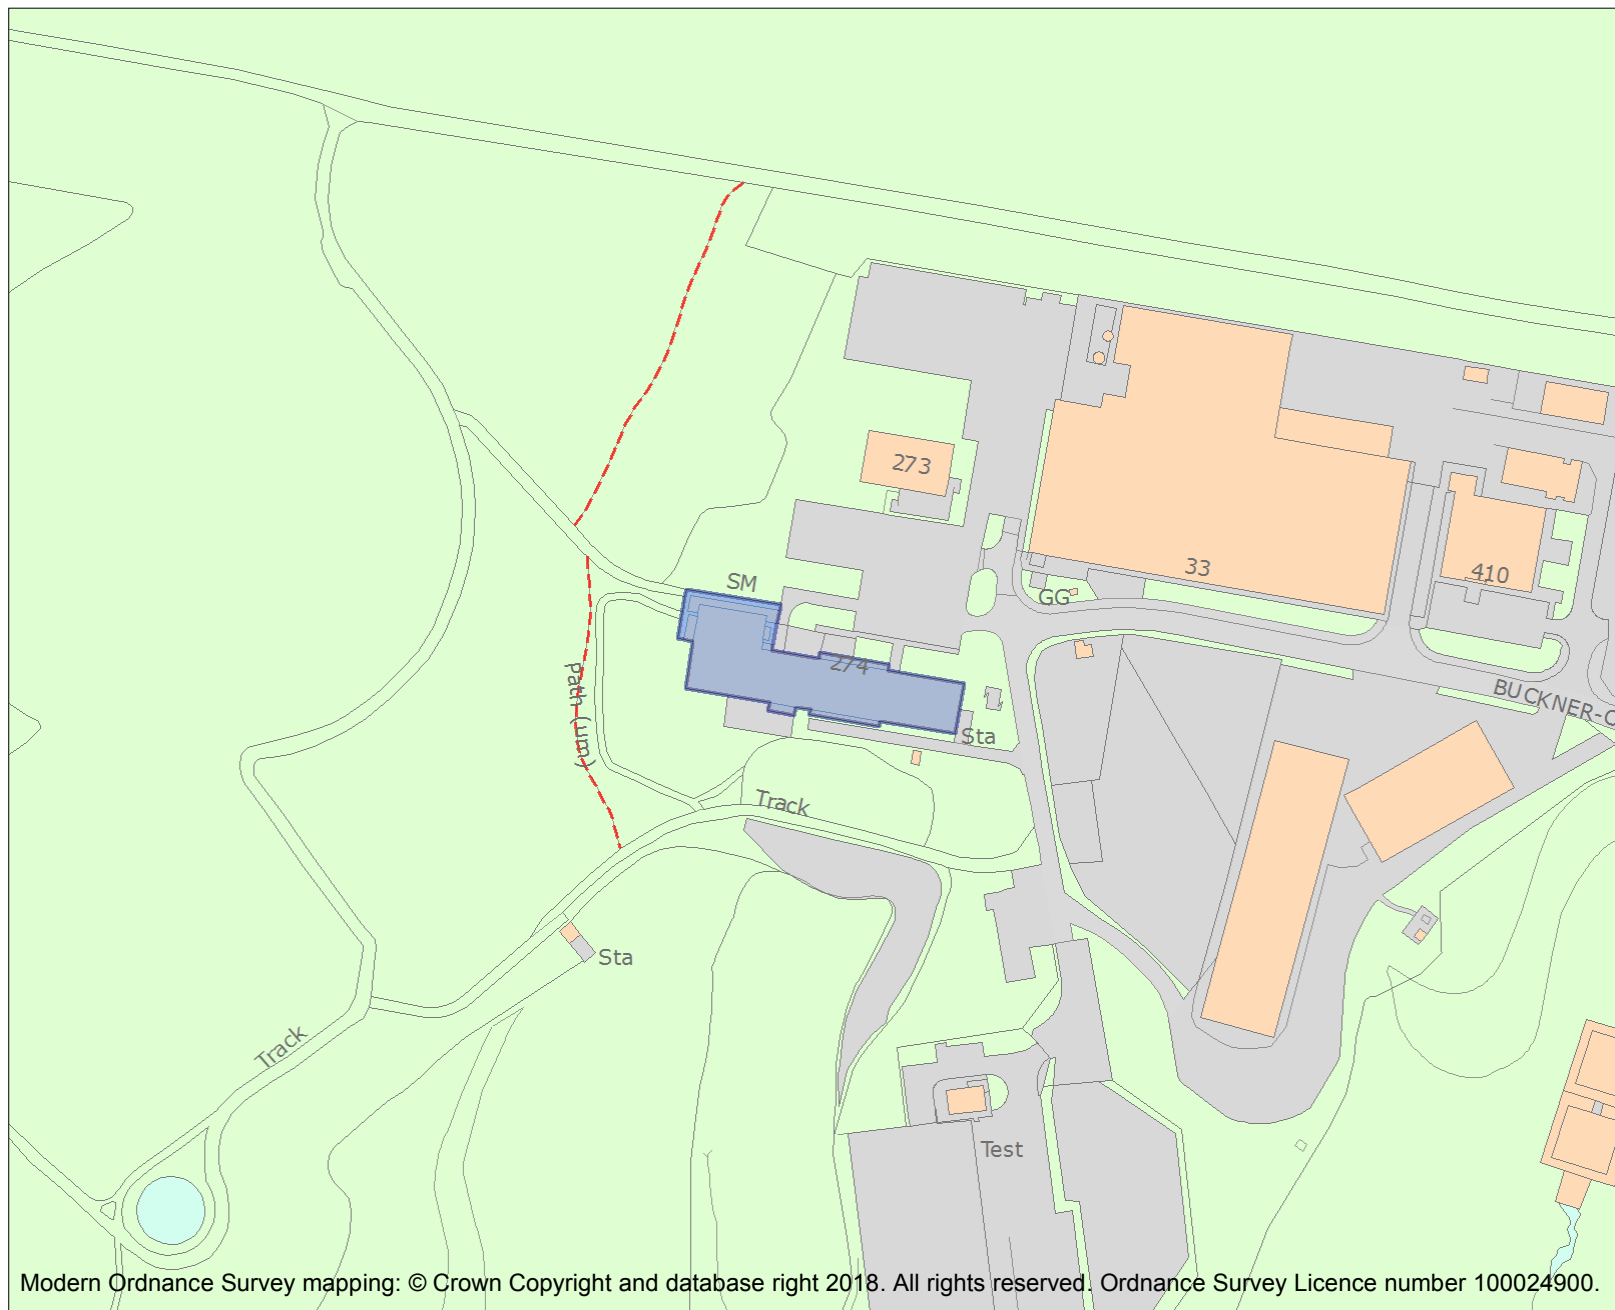 273
33
410
SM
GG
274
BUCKNER-C
Path (um)
Sta
Track
Sta
Track
Test
Modern Ordnance Survey mapping: © Crown Copyright and database right 2018. All rights reserved. Ordnance Survey Licence number 100024900.